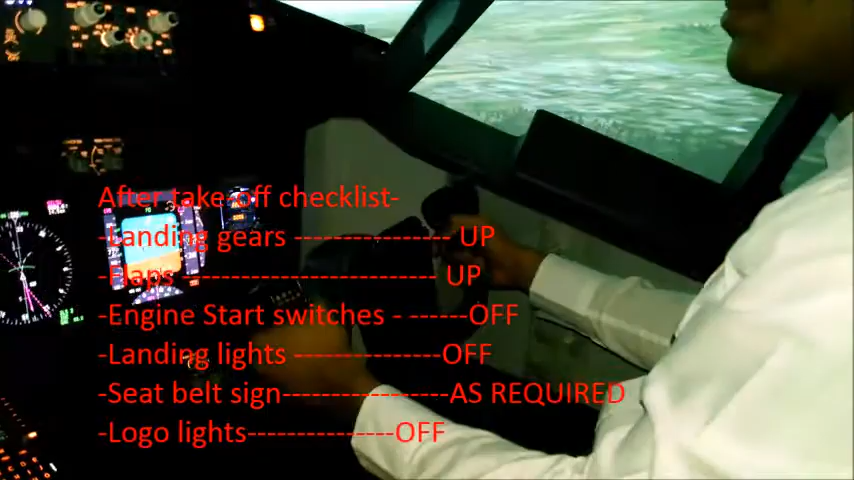 After take-off checklist-
-Landing gears ----------------- UP
-Flaps --------------------------- UP
-Engine Start switches - -------OFF
-Landing lights ----------------OFF
-Seat belt sign------------------AS REQUIRED
-Logo lights----------------OFF